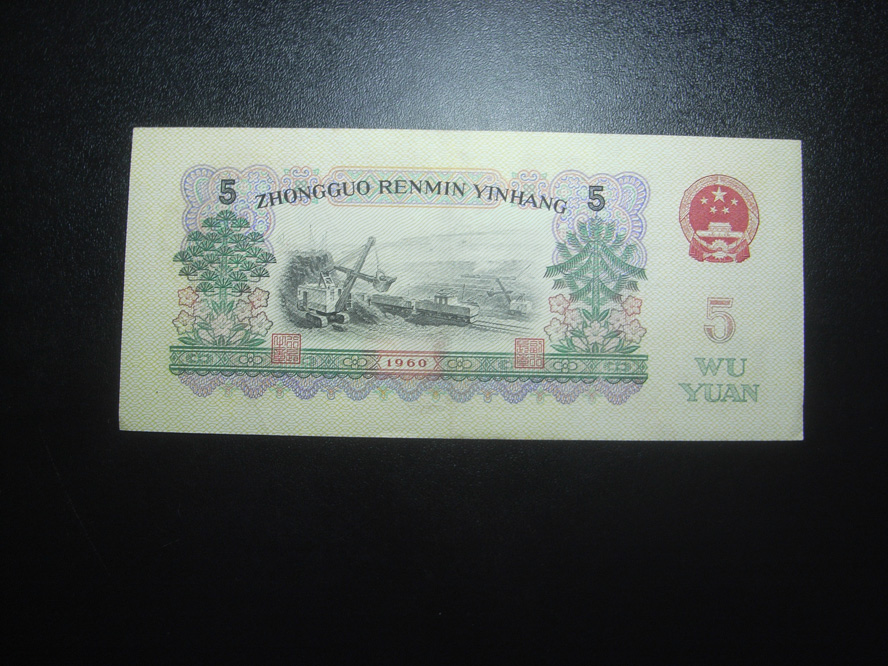 5 ZHONGGUO RENMIN YINHANG 5
5
WU
YUAN
1960